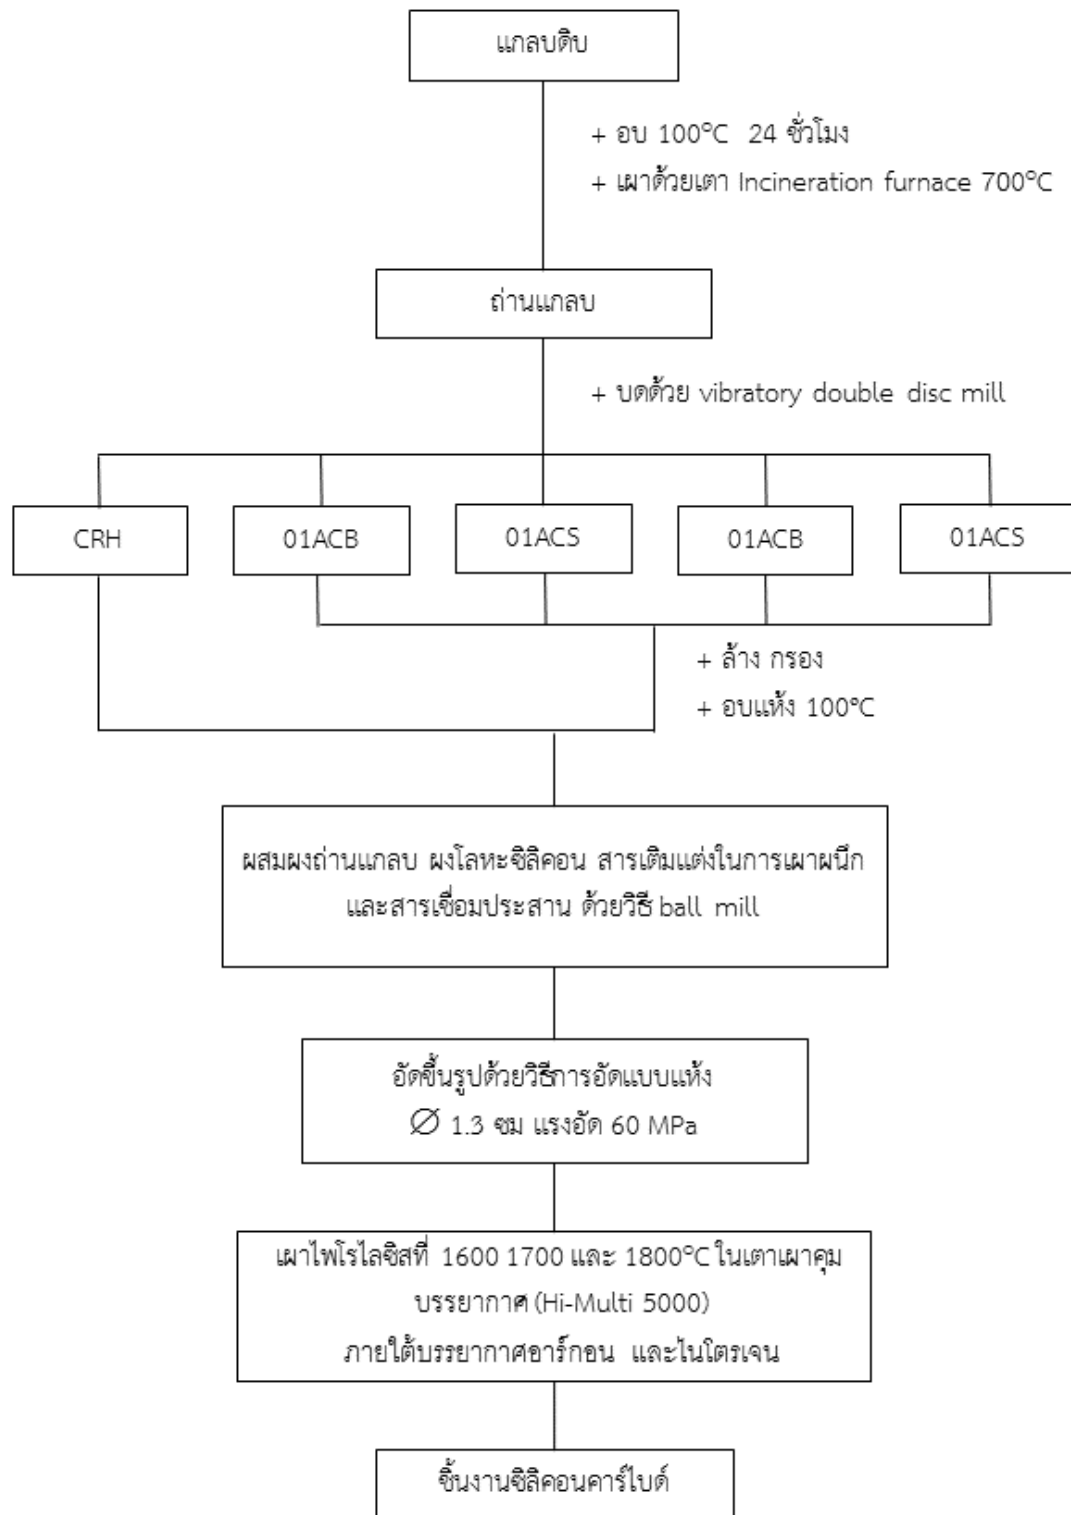 แกลบดิบ
+ อบ 100°C 24 ชั่วโมง
+ เผาด้วยเตา Incineration furnace 700°C
ถ่านแกลบ
+ บดด้วย vibratory double disc mill
CRH
01ACB
01ACS
01ACB
01ACS
+ ล้าง กรอง
+ อบแห้ง 100°C
ผสมผงถ่านแกลบ ผงโลหะซิลิคอน สารเติมแต่งในการเผาผนึก
และสารเชื่อมประสาน ด้วยวิธี ball mill
อัดขึ้นรูปด้วยวิธีการอัดแบบแห้ง
∅ 1.3 ซม แรงอัด 60 MPa
เผาไพโรไลซิสที่ 1600 1700 และ 1800°C ในเตาเผาคุม
บรรยากาศ (Hi-Multi 5000)
ภายใต้บรรยากาศอาร์กอน และไนโตรเจน
ชิ้นงานซิลิคอนคาร์ไบด์